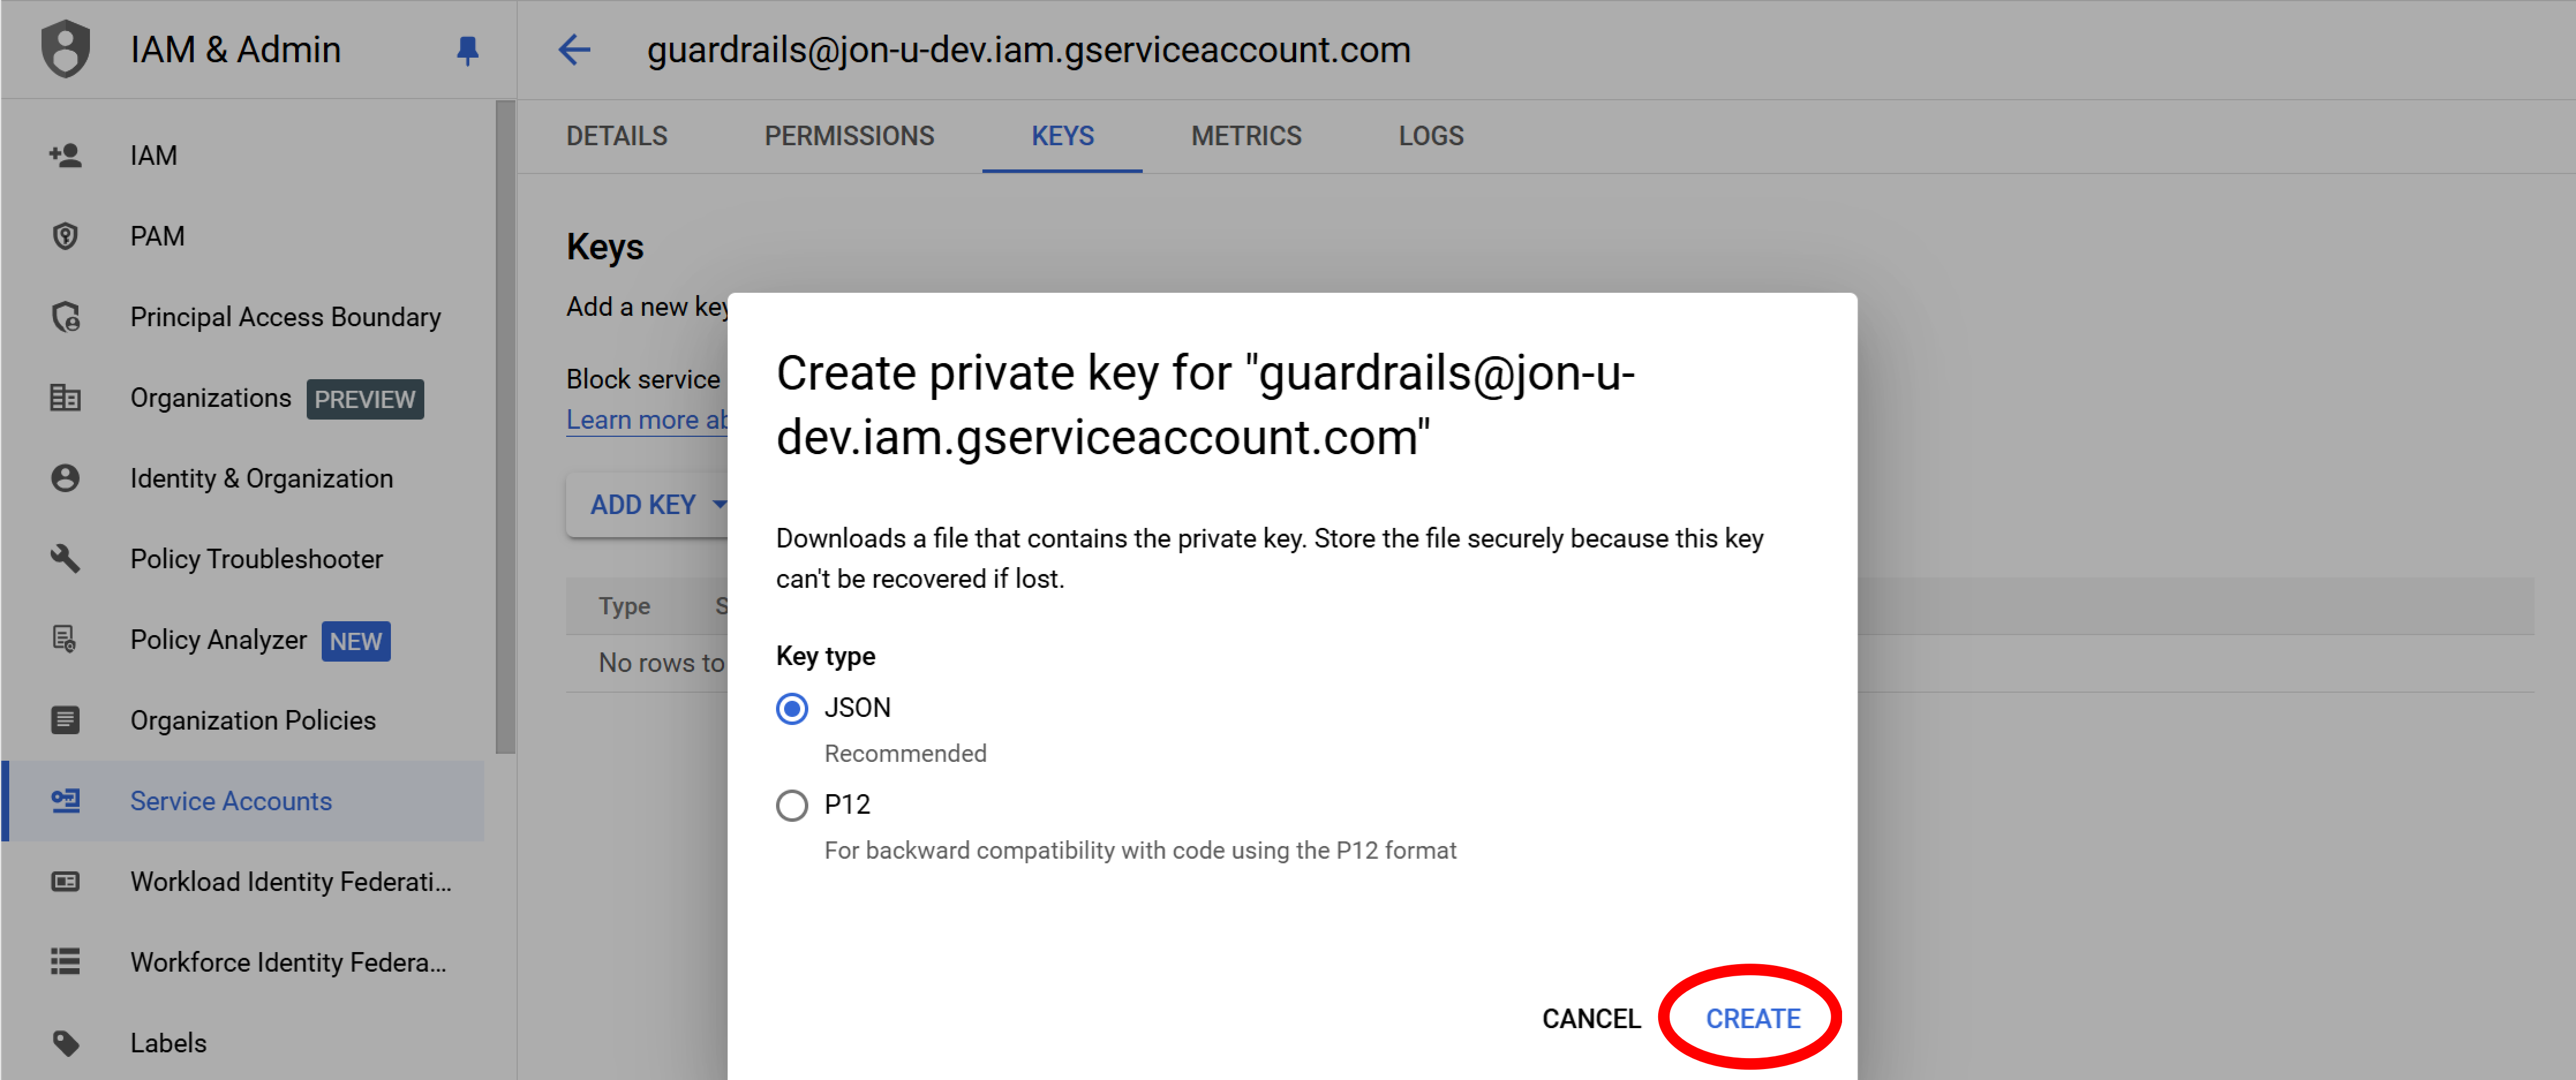 IAM & Admin
guardrails@jon-u-dev.iam.gserviceaccount.com
IAM
PAM
Principal Access Boundary
Organizations PREVIEW
Identity & Organization
Policy Troubleshooter
Policy Analyzer NEW
Organization Policies
Service Accounts
Workload Identity Federati...
Workforce Identity Federa...
Labels
DETAILS PERMISSIONS KEYS METRICS LOGS
Keys
Add a new key
Block service
Learn more ab
ADD KEY
Type S
No rows to
Create private key for "guardrails@jon-u-
dev.iam.gserviceaccount.com"
Downloads a file that contains the private key. Store the file securely because this key
can't be recovered if lost.
Key type
JSON
Recommended
P12
For backward compatibility with code using the P12 format
CANCEL CREATE